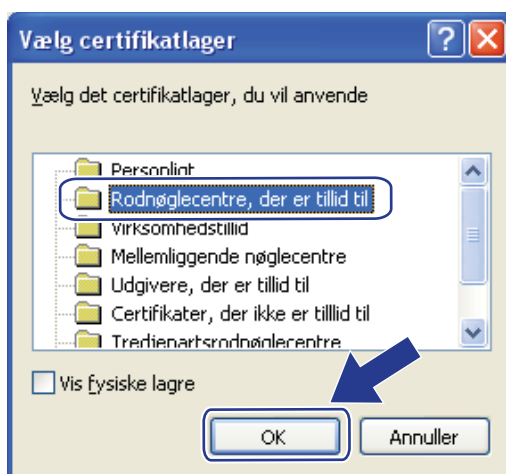 Vælg certifikatlager
Vælg det certifikatlager, du vil anvende
Personligt
Rodnøglecentre, der er tillid til
Virksomhedstillid
Mellemliggende nøglecentre
Udgivere, der er tillid til
Certifikater, der ikke er tilllid til
Tredjepartsrodnøglecentre
Vis fysiske lagre
OK
Annuller